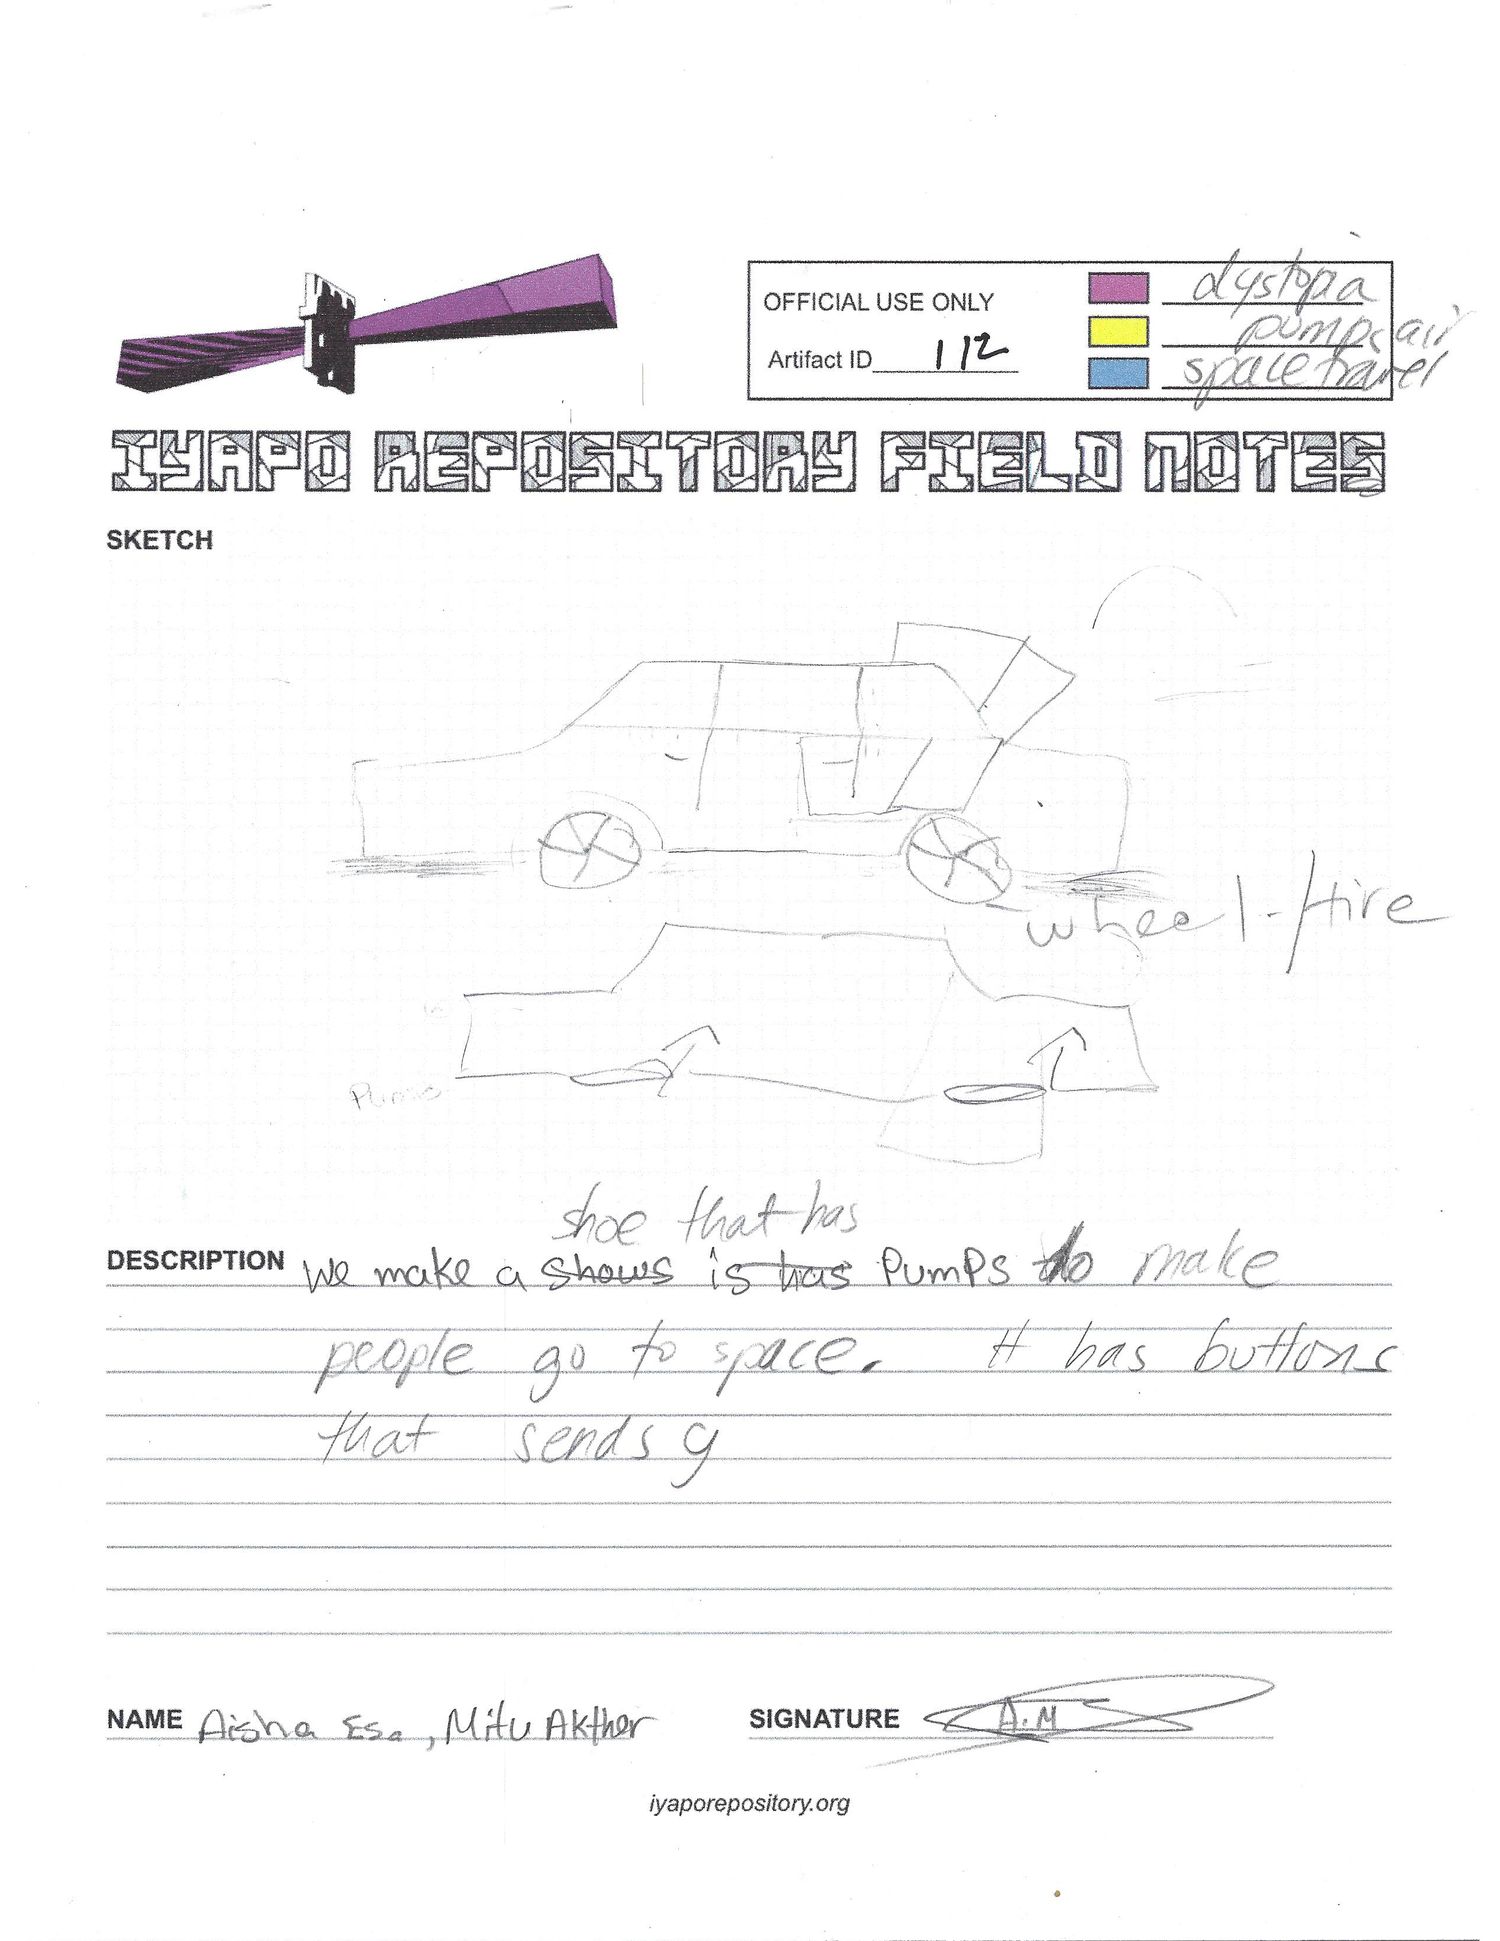 OFFICIAL USE ONLY
Artifact ID 112
dystopia
pumps air
space travel
IYAPO REPOSITORY FIELD NOTES
SKETCH
wheel-tire
Pumps
shoe that has
DESCRIPTION We make a shows is has Pumps to make
people go to space. It has buttons
that sends g
NAME Aisha Esa, Mitu Akther
SIGNATURE A.M
iyaporepository.org